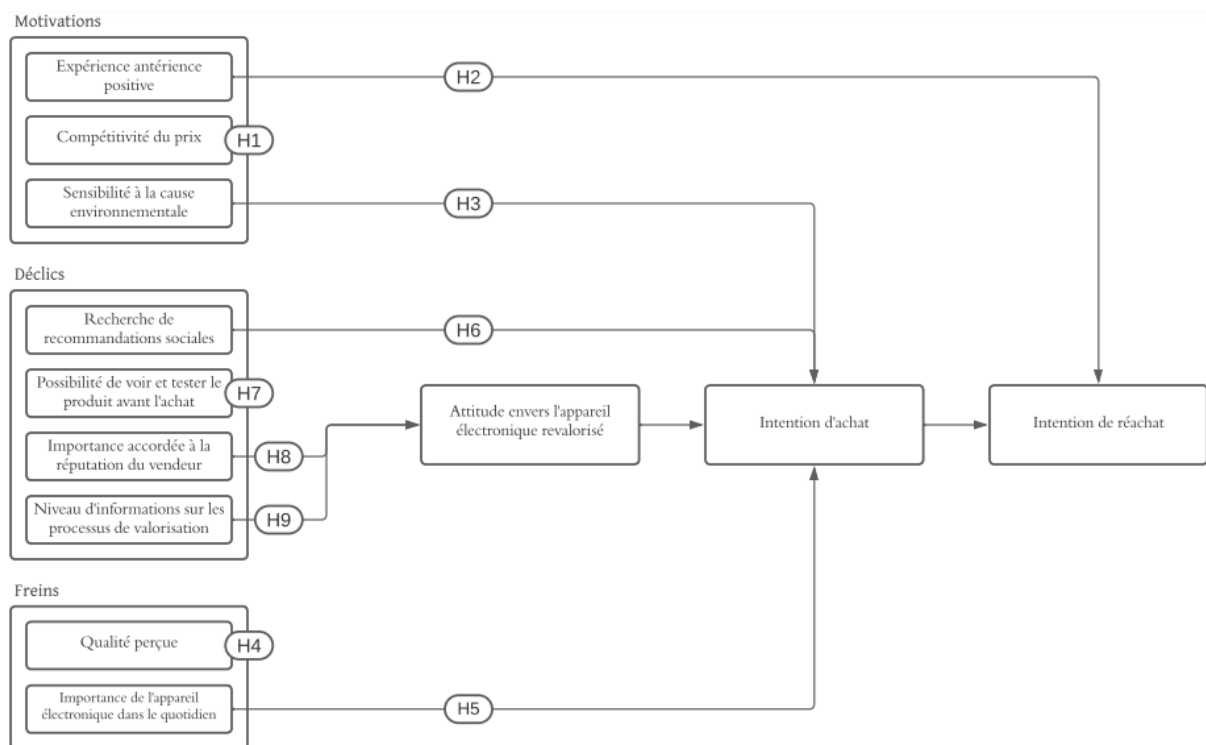 Motivations
Expérience antérience
positive
H2
Compétitivité du prix
H1
Sensibilité à la cause
environnementale
H3
Déclics
Recherche de
recommandations sociales
H6
Possibilité de voir et tester le
produit avant l'achat
H7
Importance accordée à la
réputation du vendeur
H8
Niveau d'informations sur les
processus de valorisation
H9
Attitude envers l'appareil
électronique revalorisé
Intention d'achat
Intention de réachat
Freins
Qualité perçue
H4
Importance de l'appareil
électronique dans le quotidien
H5